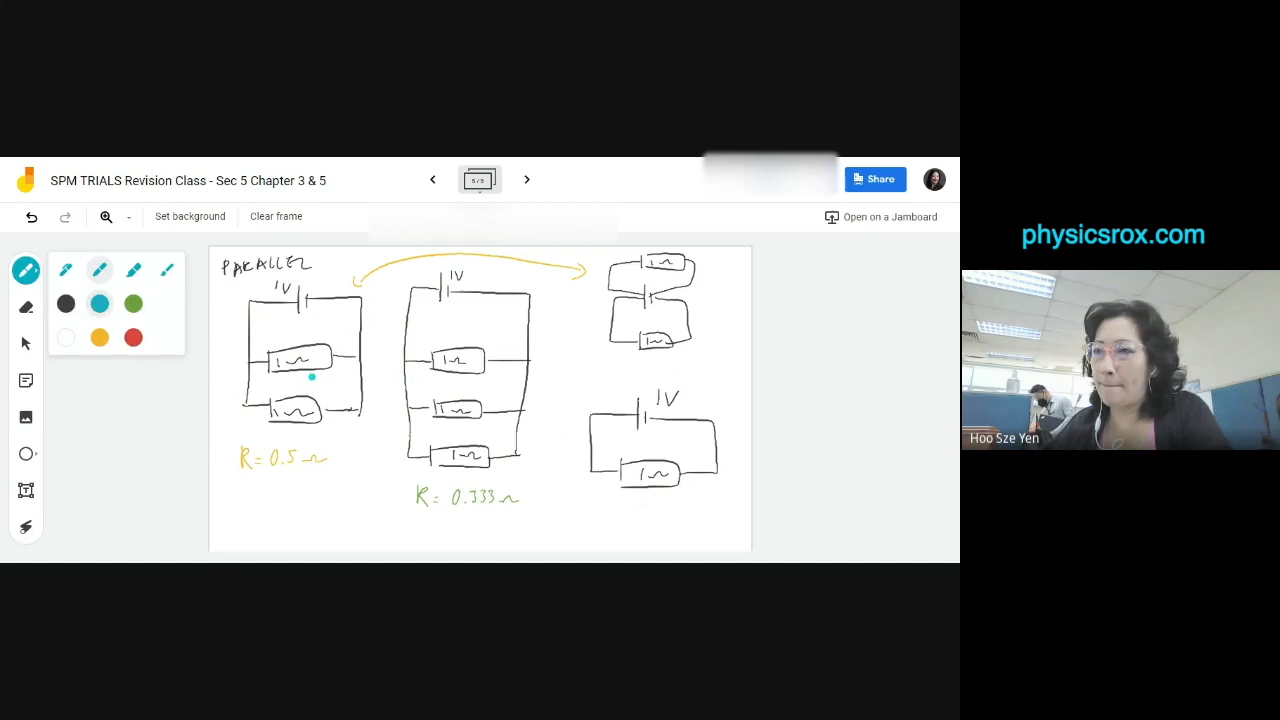 SPM TRIALS Revision Class - Sec 5 Chapter 3 & 5
5 / 5
Share
Set background
Clear frame
Open on a Jamboard
PARALLEL
1V
1Ω
1Ω
R = 0.5 Ω
1V
1Ω
1Ω
1Ω
R = 0.333 Ω
1Ω
1Ω
1V
1Ω
physicsrox.com
Hoo Sze Yen